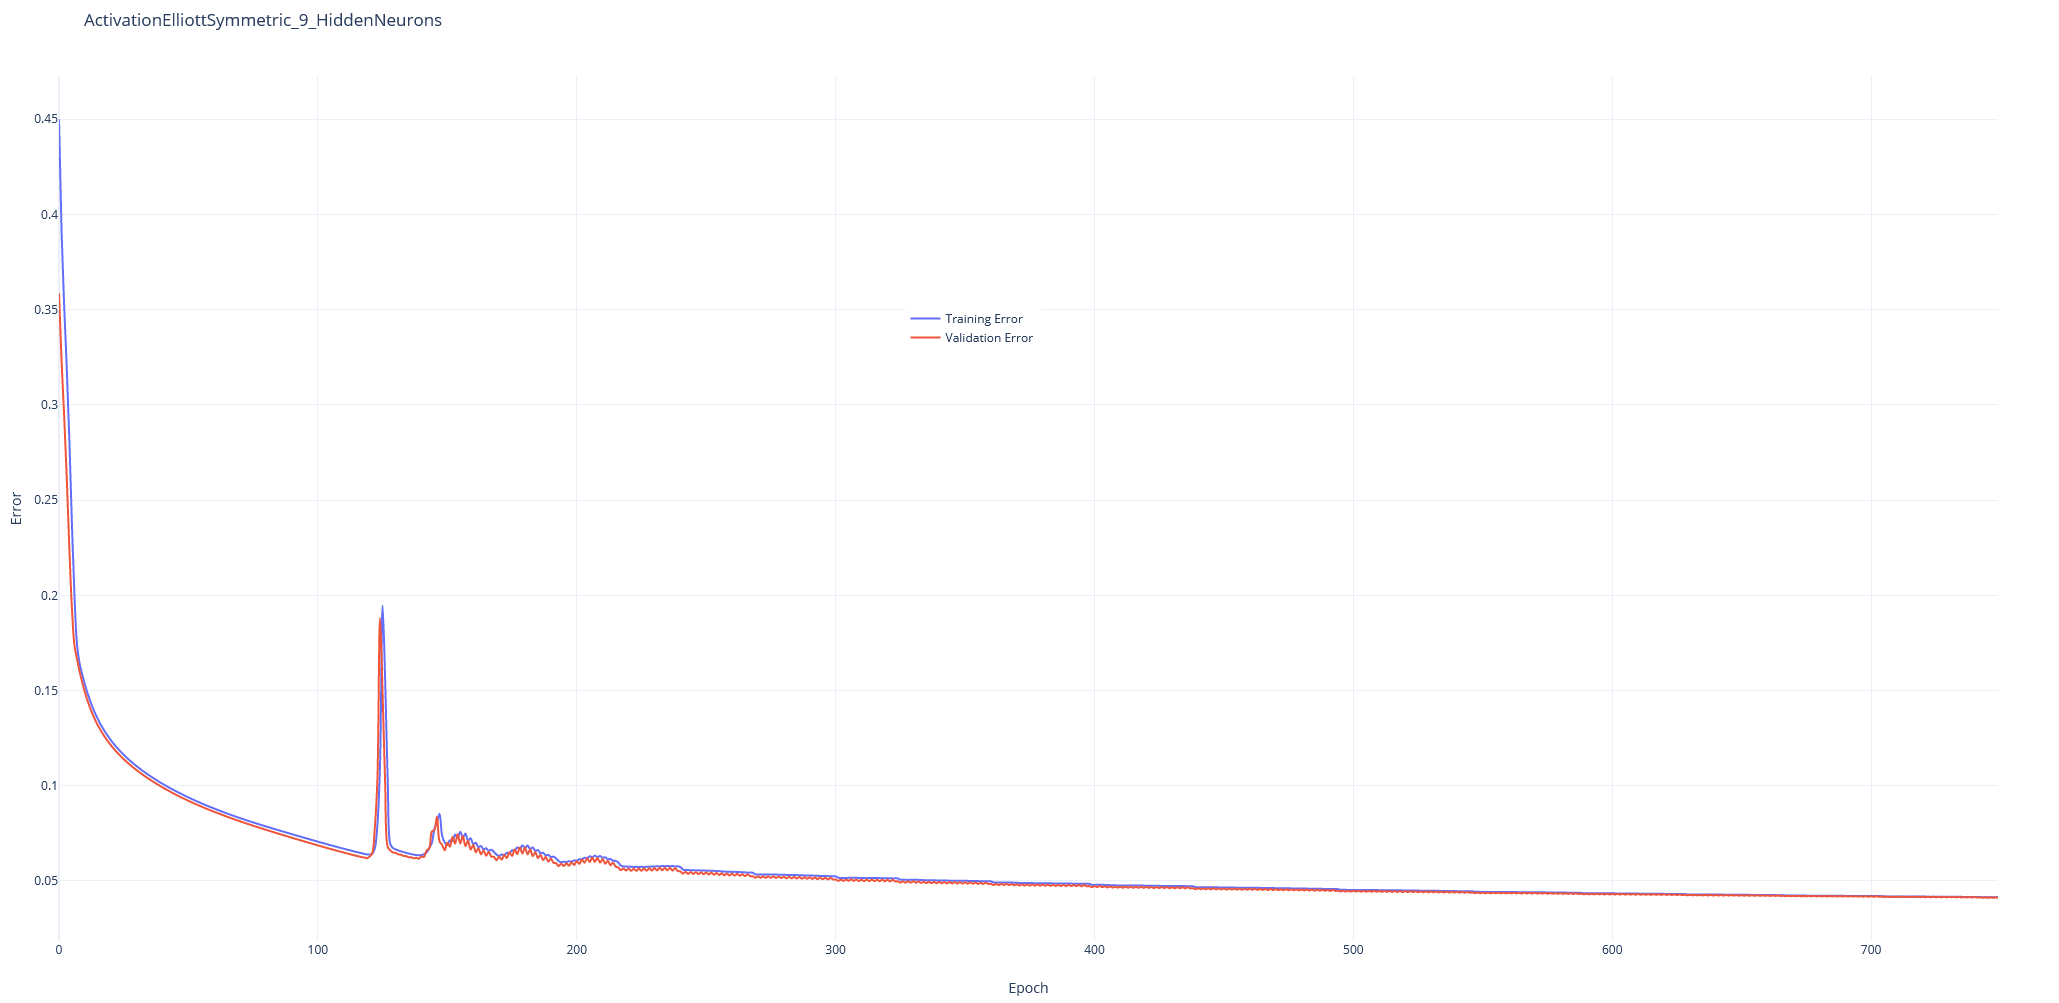 ActivationElliottSymmetric_9_HiddenNeurons
0.45
0.4
0.35
0.3
0.25
0.2
0.15
0.1
0.05
Error
Training Error
Validation Error
0 100 200 300 400 500 600 700
Epoch